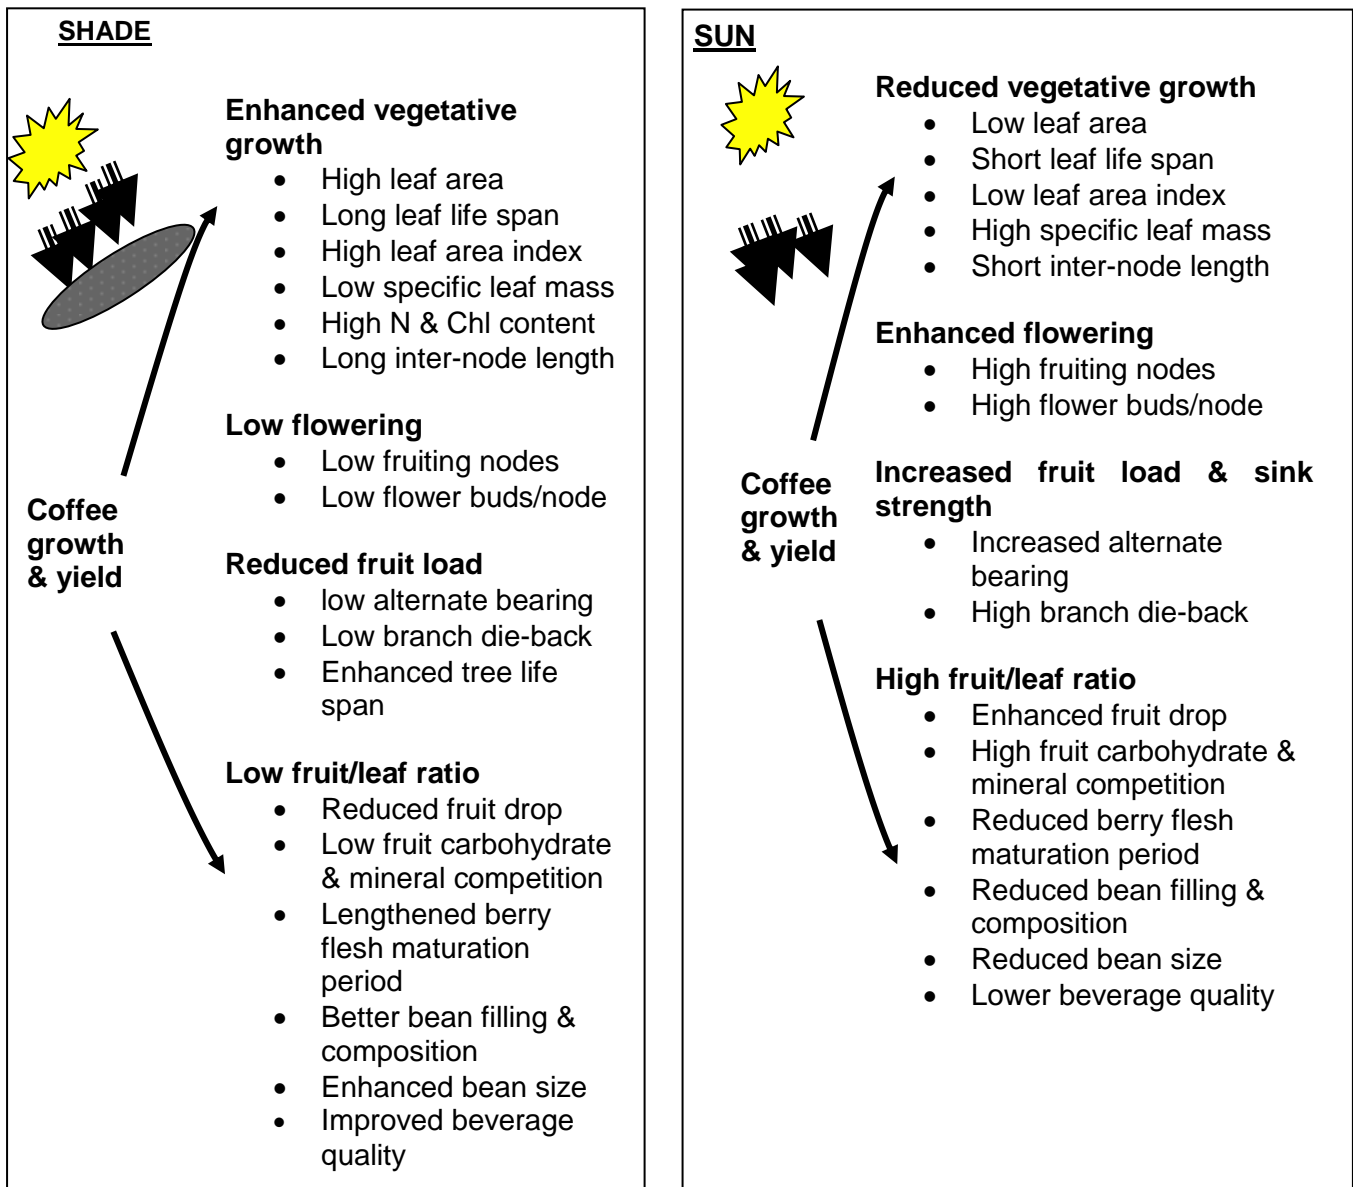 SHADE
Enhanced vegetative
growth
• High leaf area
• Long leaf life span
• High leaf area index
• Low specific leaf mass
• High N & Chl content
• Long inter-node length
Low flowering
• Low fruiting nodes
• Low flower buds/node
Coffee
growth
& yield
Reduced fruit load
• low alternate bearing
• Low branch die-back
• Enhanced tree life
span
Low fruit/leaf ratio
• Reduced fruit drop
• Low fruit carbohydrate
& mineral competition
• Lengthened berry
flesh maturation
period
• Better bean filling &
composition
• Enhanced bean size
• Improved beverage
quality
SUN
Reduced vegetative growth
• Low leaf area
• Short leaf life span
• Low leaf area index
• High specific leaf mass
• Short inter-node length
Enhanced flowering
• High fruiting nodes
• High flower buds/node
Coffee
growth
& yield
Increased fruit load & sink
strength
• Increased alternate
bearing
• High branch die-back
High fruit/leaf ratio
• Enhanced fruit drop
• High fruit carbohydrate &
mineral competition
• Reduced berry flesh
maturation period
• Reduced bean filling &
composition
• Reduced bean size
• Lower beverage quality